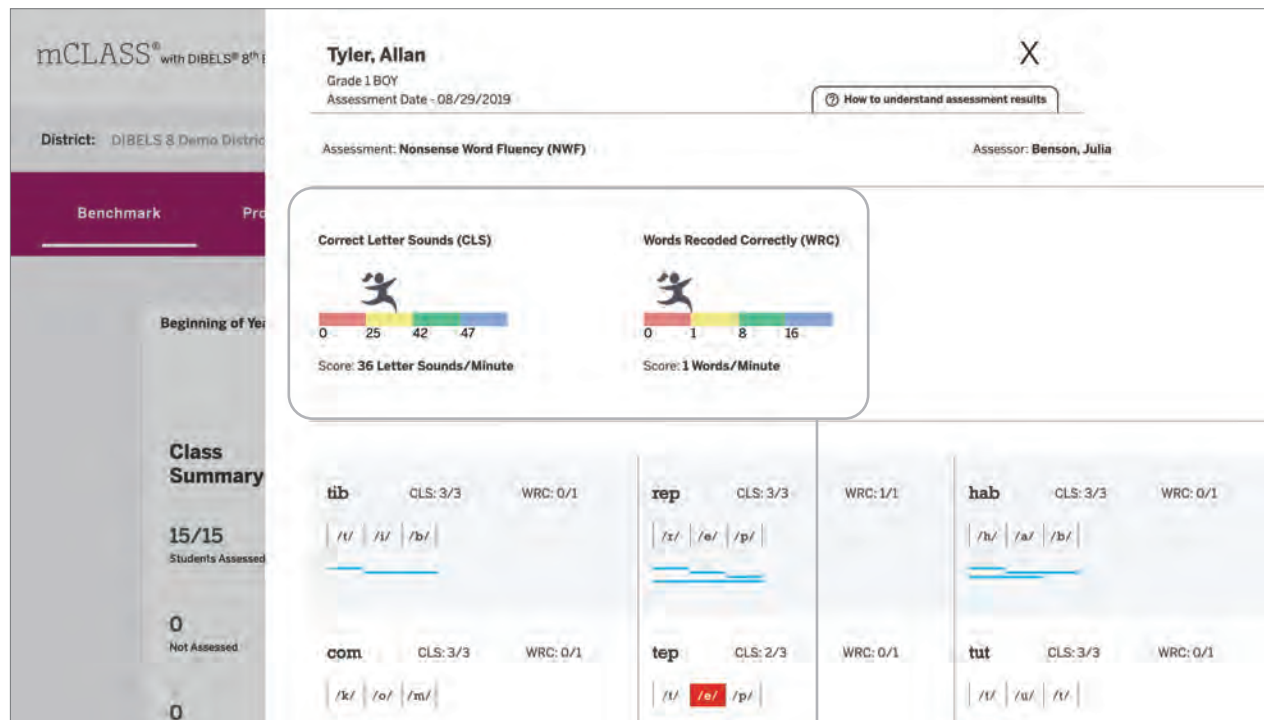 mCLASS® with DIBELS® 8th
District: DIBELS 8 Demo Distric
Benchmark
Beginning of Yea
Class
Summary
15/15
Students Assessed
0
Not Assessed
0
Tyler, Allan
Grade 1 BOY
Assessment Date - 08/29/2019
X
? How to understand assessment results
Assessment: Nonsense Word Fluency (NWF)
Assessor: Benson, Julia
Correct Letter Sounds (CLS)
0 25 42 47
Score: 36 Letter Sounds/Minute
Words Recoded Correctly (WRC)
0 1 8 16
Score: 1 Words/Minute
tib CLS: 3/3 WRC: 0/1
/t/ /i/ /b/
rep CLS: 3/3 WRC: 1/1
/r/ /e/ /p/
hab CLS: 3/3 WRC: 0/1
/h/ /a/ /b/
com CLS: 3/3 WRC: 0/1
/k/ /o/ /m/
tep CLS: 2/3 WRC: 0/1
/t/ /e/ /p/
tut CLS: 3/3 WRC: 0/1
/t/ /u/ /t/